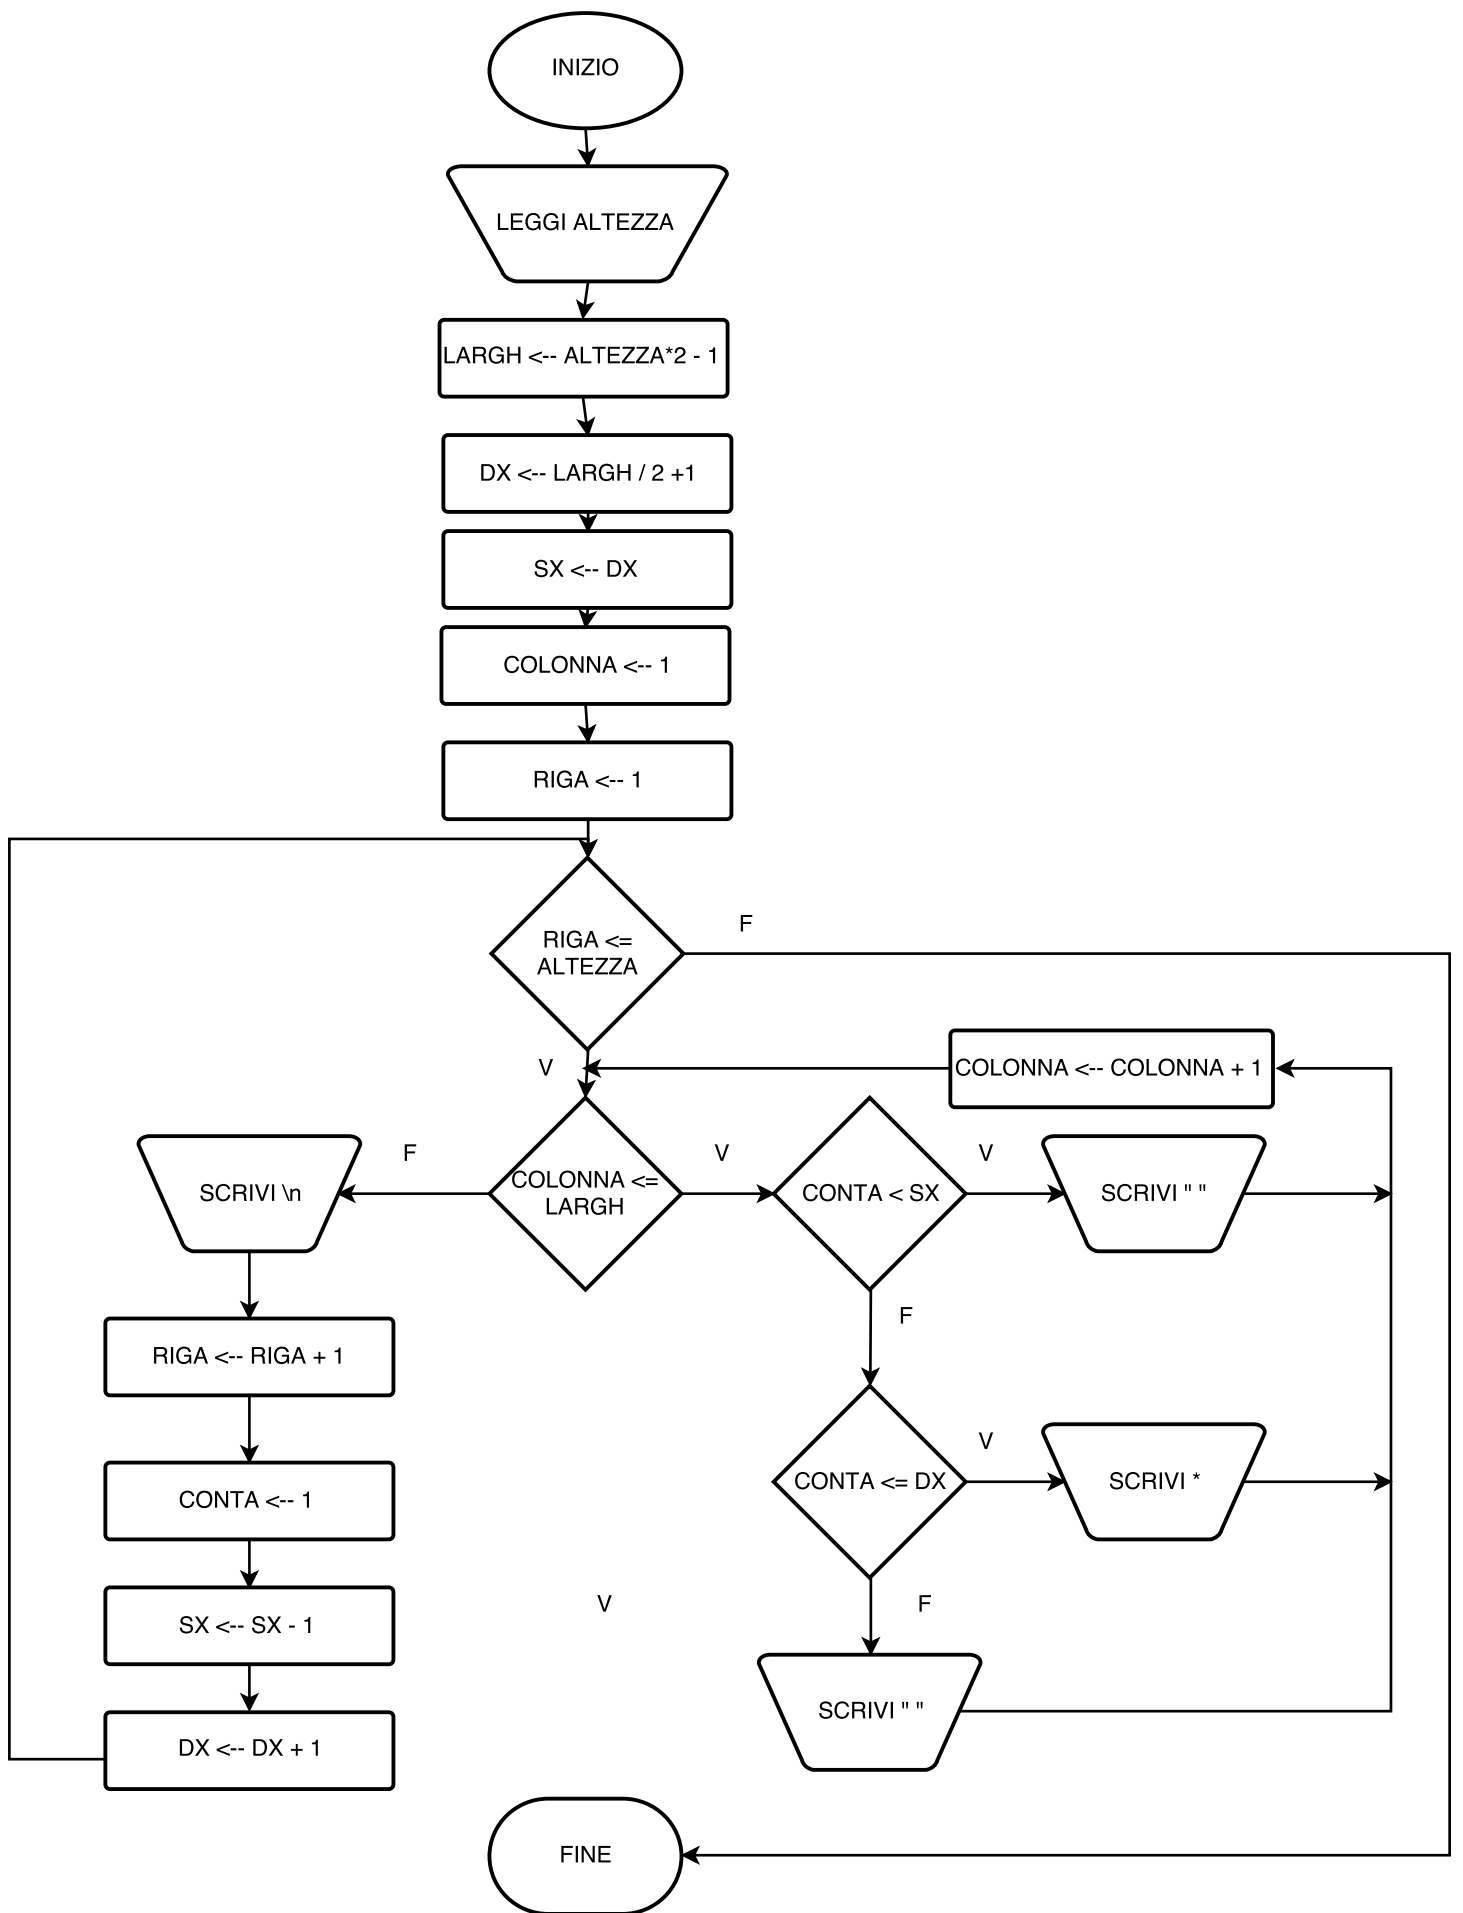 INIZIO
LEGGI ALTEZZA
LARGH <-- ALTEZZA*2 - 1
DX <-- LARGH / 2 +1
SX <-- DX
COLONNA <-- 1
RIGA <-- 1
RIGA <=
ALTEZZA
F
V
COLONNA <-- COLONNA + 1
COLONNA <=
LARGH
F
V
SCRIVI \n
CONTA < SX
V
SCRIVI " "
F
RIGA <-- RIGA + 1
CONTA <= DX
V
SCRIVI *
CONTA <-- 1
SX <-- SX - 1
V
F
SCRIVI " "
DX <-- DX + 1
FINE